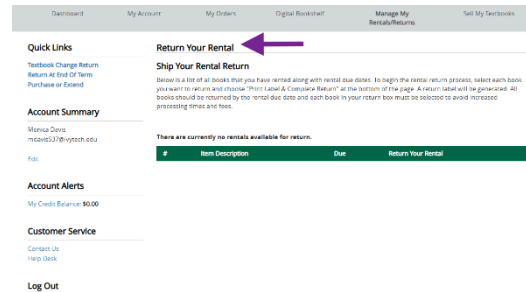 Dashboard My Account My Orders Digital Bookshelf Manage My Sell My Textbooks
Rentals/Returns
Quick Links
Textbook Change Return
Return At End Of Term
Purchase or Extend
Account Summary
Monica Davis
mdavis537@ivytech.edu
Edit
Account Alerts
My Credit Balance: $0.00
Customer Service
Contact Us
Help Desk
Log Out
Return Your Rental
Ship Your Rental Return
Below is a list of all books that you have rented along with rental due dates. To begin the rental return process, select each book
you want to return and choose "Print Label & Complete Return" at the bottom of the page. A return label will be generated. All
books should be returned by the rental due date and each book in your return box must be selected to avoid increased
processing times and fees.
There are currently no rentals available for return.
# Item Description Due Return Your Rental